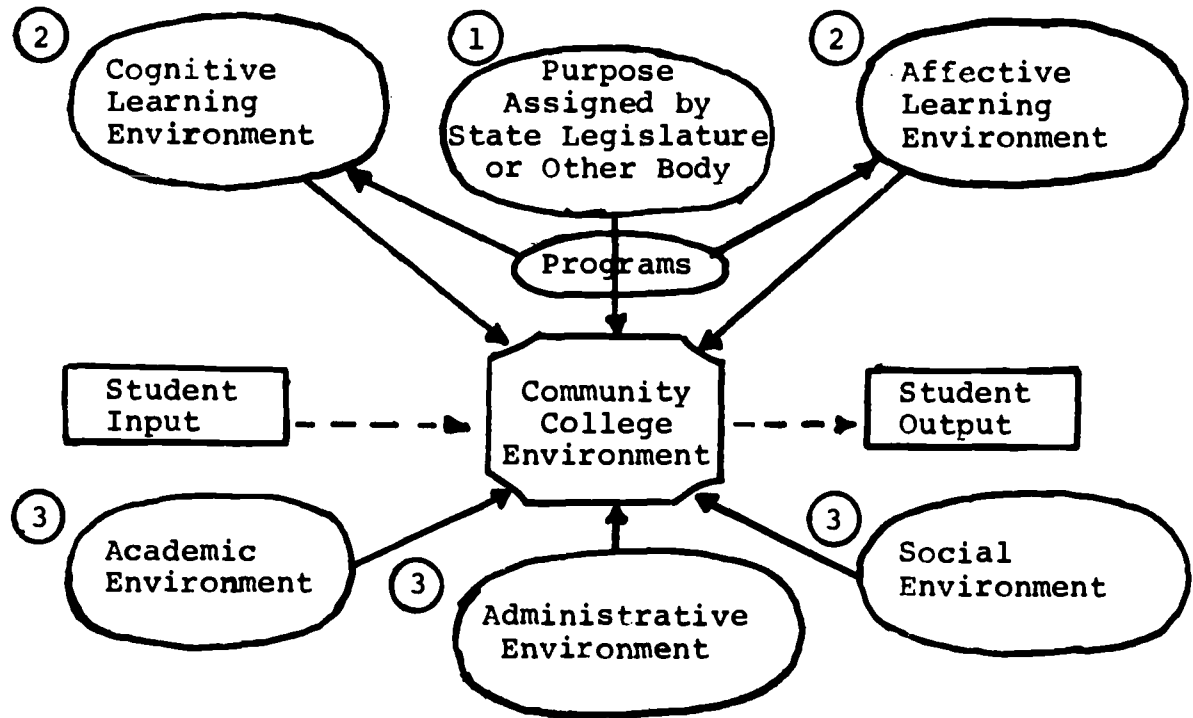 2
Cognitive
Learning
Environment
1
Purpose
Assigned by
State Legislature
or Other Body
2
Affective
Learning
Environment
Programs
Student
Input
Community
College
Environment
Student
Output
3
Academic
Environment
3
Administrative
Environment
3
Social
Environment